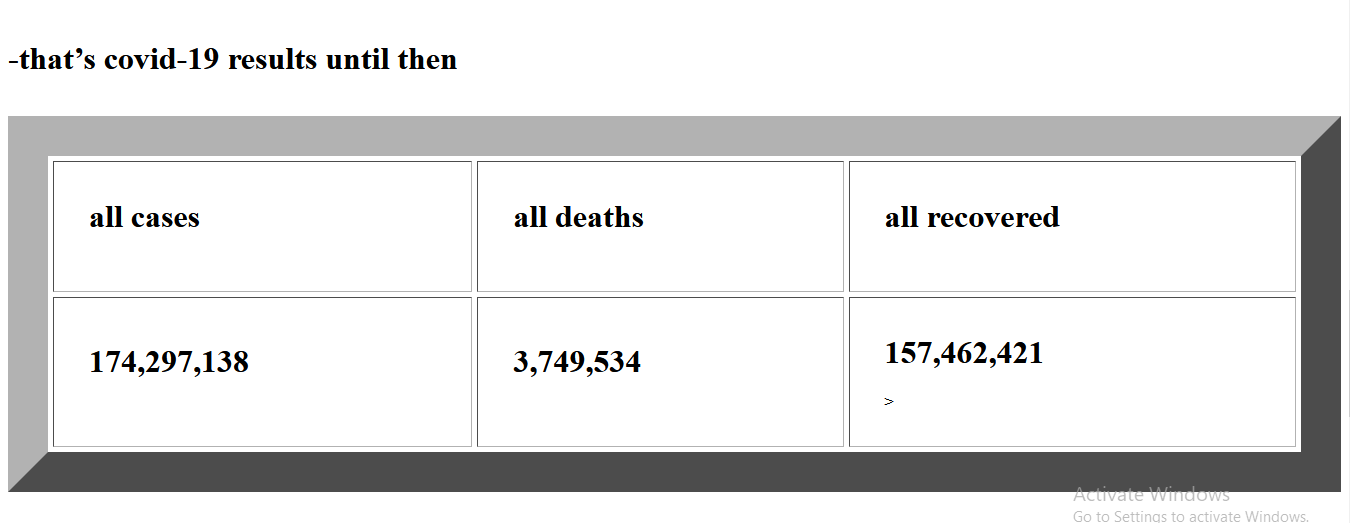 -that’s covid-19 results until then
all cases
all deaths
all recovered
174,297,138
3,749,534
157,462,421
>
Activate Windows
Go to Settings to activate Windows.